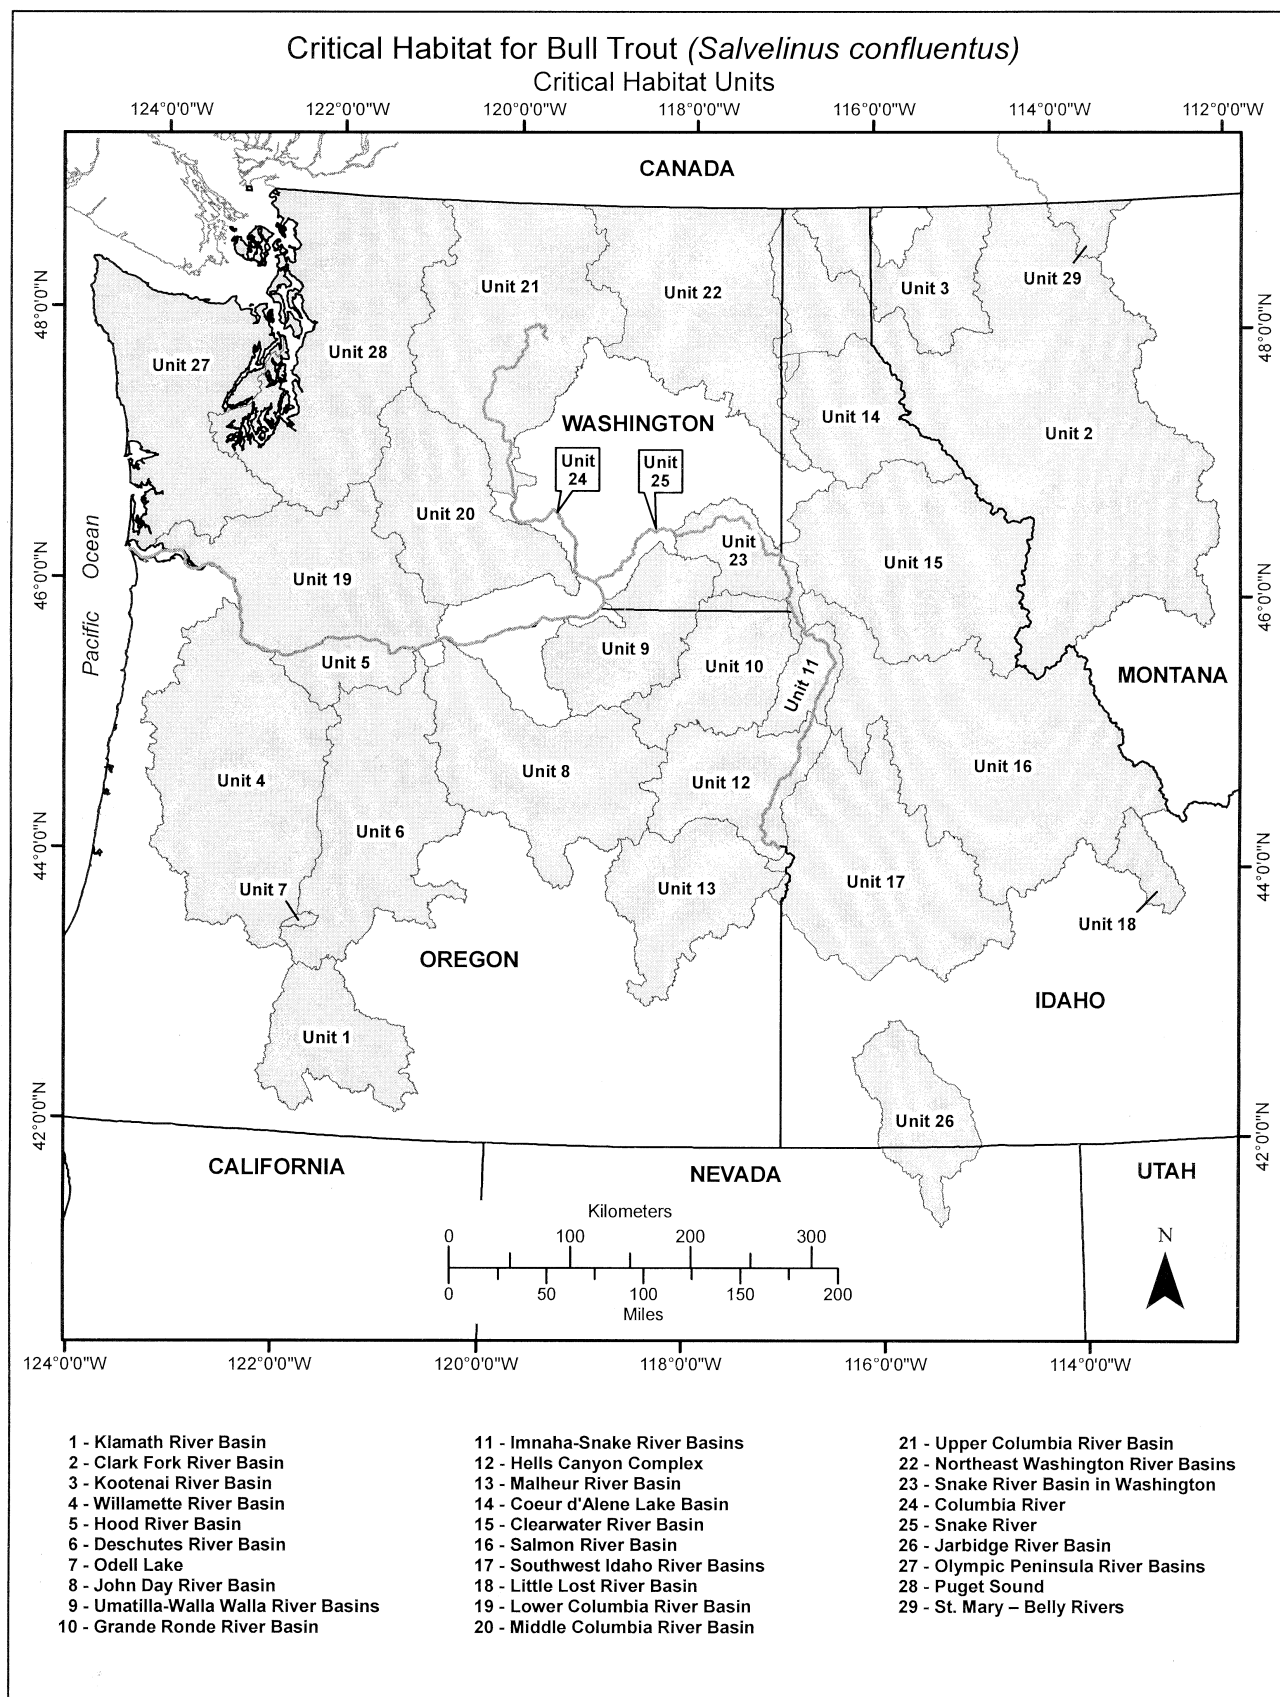 Critical Habitat for Bull Trout (Salvelinus confluentus)
Critical Habitat Units
124°0'0"W 122°0'0"W 120°0'0"W 118°0'0"W 116°0'0"W 114°0'0"W 112°0'0"W
CANADA
48°0'0"N
48°0'0"N
Unit 21
Unit 22
Unit 3
Unit 29
Unit 27
Unit 28
WASHINGTON
Unit 14
Unit 2
Unit
24
Unit
25
Unit 20
Unit
23
Unit 15
Pacific Ocean
46°0'0"N
46°0'0"N
Unit 19
Unit 5
Unit 9
Unit 10
Unit 11
MONTANA
Unit 4
Unit 8
Unit 12
Unit 16
Unit 6
44°0'0"N
44°0'0"N
Unit 7
Unit 13
Unit 17
Unit 18
OREGON
IDAHO
Unit 1
42°0'0"N
42°0'0"N
Unit 26
CALIFORNIA
NEVADA
UTAH
Kilometers
0 100 200 300
0 50 100 150 200
Miles
N
124°0'0"W 122°0'0"W 120°0'0"W 118°0'0"W 116°0'0"W 114°0'0"W
1 - Klamath River Basin
2 - Clark Fork River Basin
3 - Kootenai River Basin
4 - Willamette River Basin
5 - Hood River Basin
6 - Deschutes River Basin
7 - Odell Lake
8 - John Day River Basin
9 - Umatilla-Walla Walla River Basins
10 - Grande Ronde River Basin
11 - Imnaha-Snake River Basins
12 - Hells Canyon Complex
13 - Malheur River Basin
14 - Coeur d'Alene Lake Basin
15 - Clearwater River Basin
16 - Salmon River Basin
17 - Southwest Idaho River Basins
18 - Little Lost River Basin
19 - Lower Columbia River Basin
20 - Middle Columbia River Basin
21 - Upper Columbia River Basin
22 - Northeast Washington River Basins
23 - Snake River Basin in Washington
24 - Columbia River
25 - Snake River
26 - Jarbidge River Basin
27 - Olympic Peninsula River Basins
28 - Puget Sound
29 - St. Mary – Belly Rivers